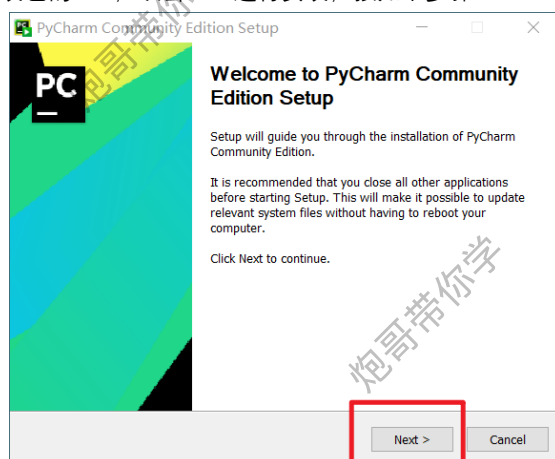 PyCharm Community Edition Setup
PC
Welcome to PyCharm Community
Edition Setup
Setup will guide you through the installation of PyCharm
Community Edition.
It is recommended that you close all other applications
before starting Setup. This will make it possible to update
relevant system files without having to reboot your
computer.
Click Next to continue.
炮哥带你学
炮哥带你学
Next >
Cancel